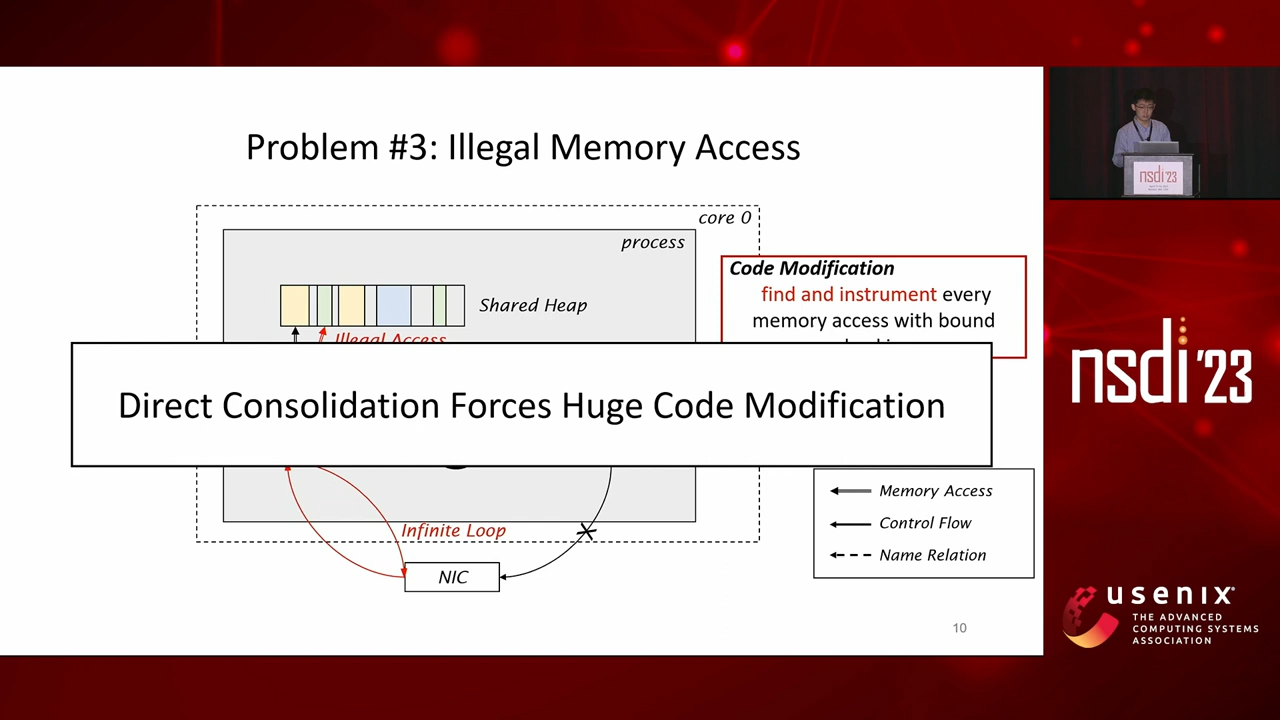 Problem #3: Illegal Memory Access
core 0
process
Code Modification
find and instrument every
memory access with bound
Shared Heap
Illegal Access
Direct Consolidation Forces Huge Code Modification
Infinite Loop
NIC
Memory Access
Control Flow
Name Relation
10
nsdi'23
nsdi'23
usenix
THE ADVANCED
COMPUTING SYSTEMS
ASSOCIATION